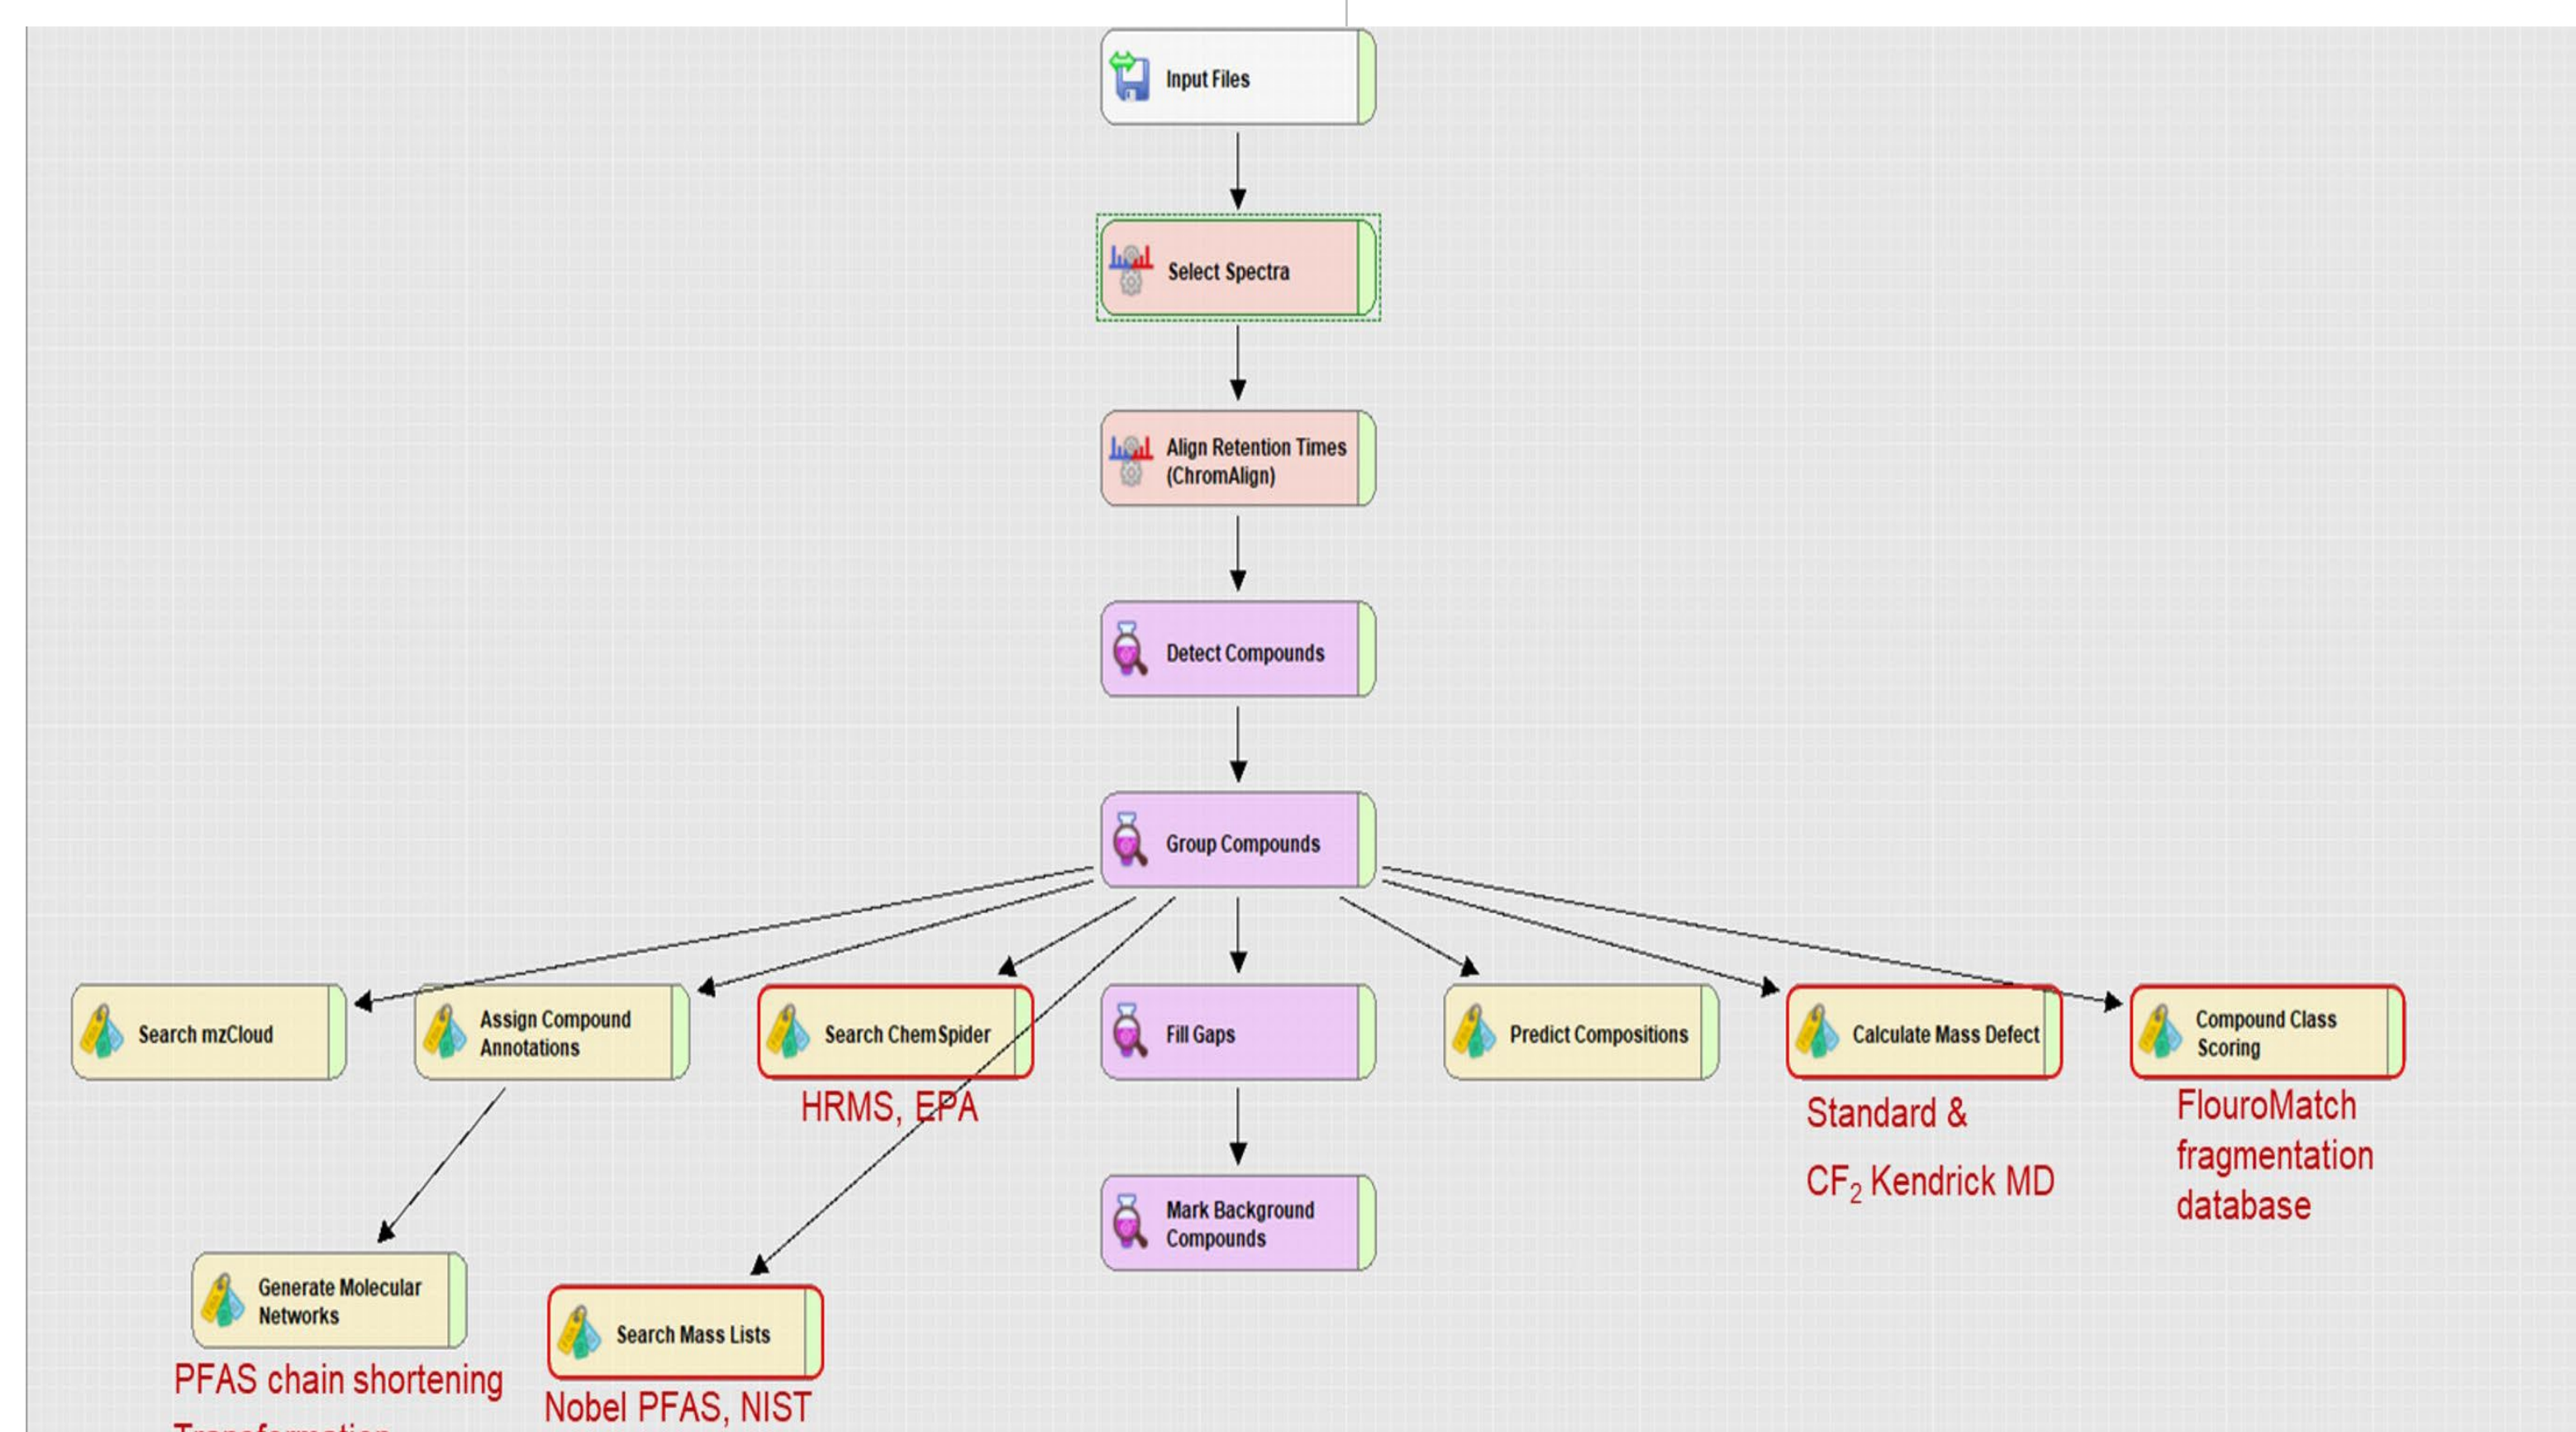 Input Files
Select Spectra
Align Retention Times
(ChromAlign)
Detect Compounds
Group Compounds
Search mzCloud
Assign Compound
Annotations
Search ChemSpider
HRMS, EPA
Fill Gaps
Predict Compositions
Calculate Mass Defect
Standard &
CF₂ Kendrick MD
Compound Class
Scoring
FlouroMatch
fragmentation
database
Mark Background
Compounds
Generate Molecular
Networks
PFAS chain shortening
Transformation
Search Mass Lists
Nobel PFAS, NIST